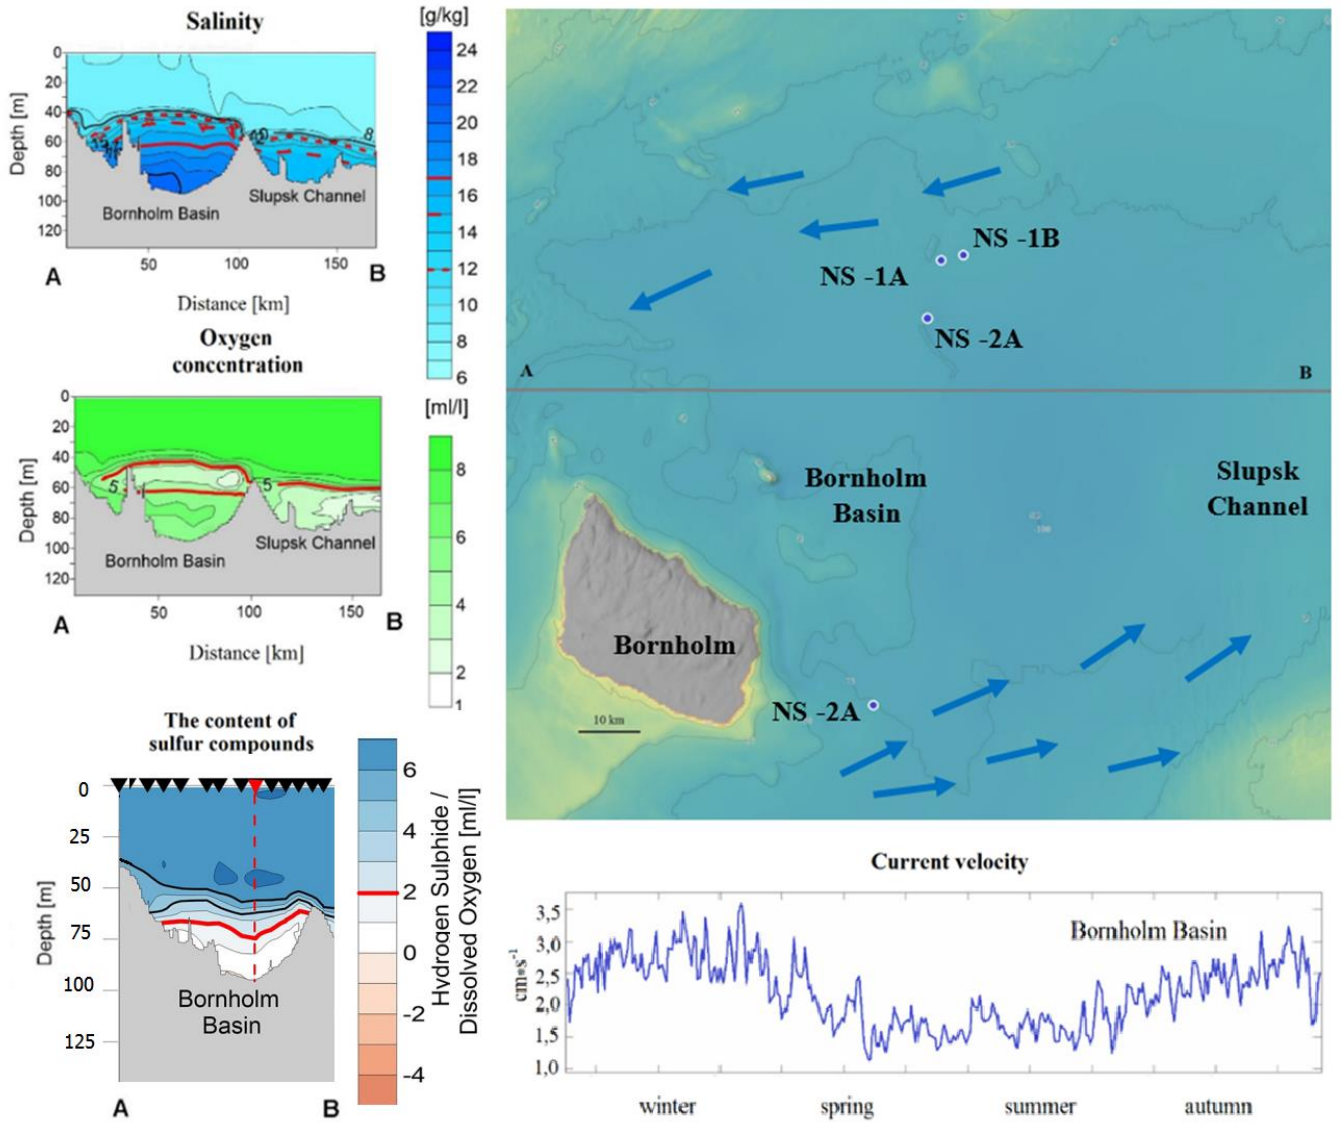 Salinity
[g/kg]
0
20
40
60
80
100
120
Depth [m]
8
Bornholm Basin
Slupsk Channel
50
100
150
A
B
Distance [km]
24
22
20
18
16
14
12
10
8
6
Oxygen
concentration
[ml/l]
0
20
40
60
80
100
120
Depth [m]
5
5
Bornholm Basin
Slupsk Channel
50
100
150
A
B
Distance [km]
8
6
4
2
1
The content of
sulfur compounds
0
25
50
75
100
125
Depth [m]
Bornholm
Basin
A
B
6
4
2
0
-2
-4
Hydrogen Sulphide /
Dissolved Oxygen [ml/l]
NS -1B
NS -1A
NS -2A
A
B
Bornholm
Basin
Slupsk
Channel
Bornholm
10 km
NS -2A
Current velocity
3,5
3,0
2,5
2,0
1,5
1,0
Bornholm Basin
winter
spring
summer
autumn